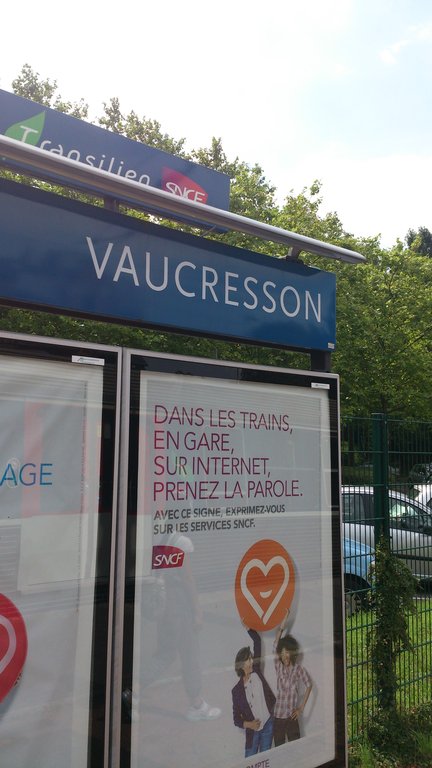 Transilien SNCF
VAUCRESSON
AGE
DANS LES TRAINS,
EN GARE,
SUR INTERNET,
PRENEZ LA PAROLE.
AVEC CE SIGNE, EXPRIMEZ-VOUS
SUR LES SERVICES SNCF.
SNCF
COMPTE